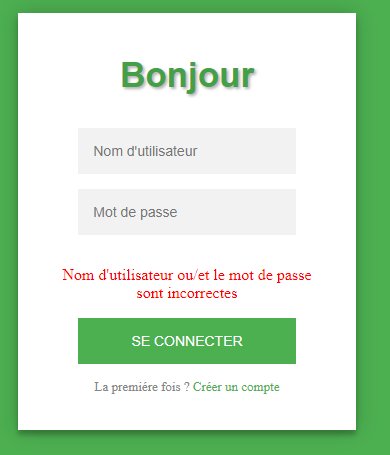 Bonjour
Nom d'utilisateur
Mot de passe
Nom d'utilisateur ou/et le mot de passe
sont incorrectes
SE CONNECTER
La premiére fois ? Créer un compte